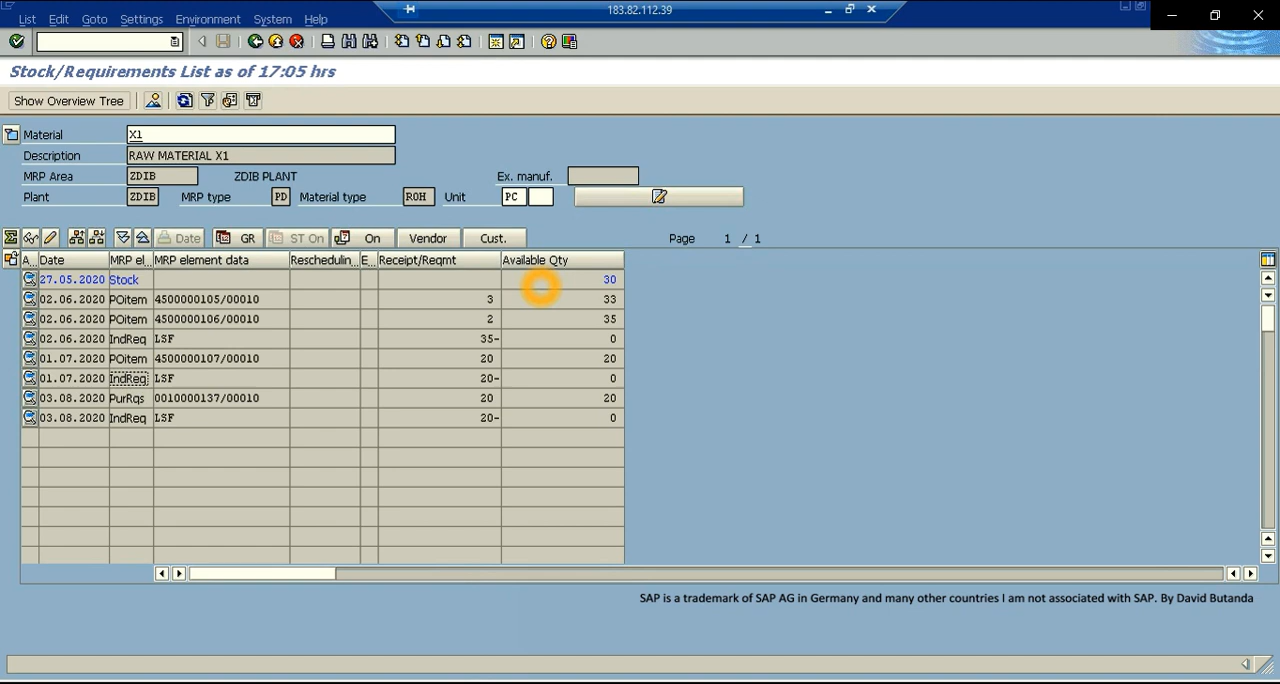 183.82.112.39
List Edit Goto Settings Environment System Help
Stock/Requirements List as of 17:05 hrs
Show Overview Tree
Material X1
Description RAW MATERIAL X1
MRP Area ZDIB ZDIB PLANT Ex. manuf.
Plant ZDIB MRP type PD Material type ROH Unit PC
Date GR ST On On Vendor Cust. Page 1 / 1
A.. Date MRP el... MRP element data Reschedulin... E... Receipt/Reqmt Available Qty
27.05.2020 Stock 30
02.06.2020 POitem 4500000105/00010 3 33
02.06.2020 POitem 4500000106/00010 2 35
02.06.2020 IndReq LSF 35- 0
01.07.2020 POitem 4500000107/00010 20 20
01.07.2020 IndReq LSF 20- 0
03.08.2020 PurRqs 0010000137/00010 20 20
03.08.2020 IndReq LSF 20- 0
SAP is a trademark of SAP AG in Germany and many other countries I am not associated with SAP. By David Butanda